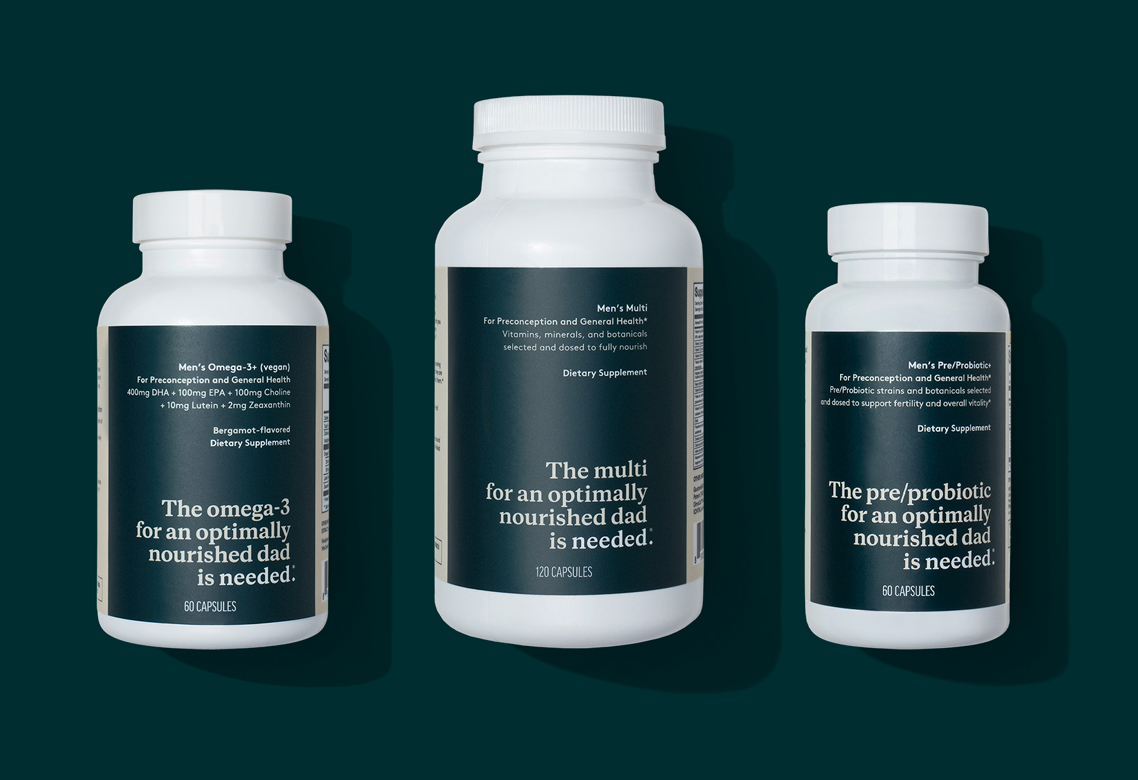 Men's Omega-3+ (vegan)
For Preconception and General Health
400mg DHA + 100mg EPA + 100mg Choline
+ 10mg Lutein + 2mg Zeaxanthin
Bergamot-flavored
Dietary Supplement
The omega-3
for an optimally
nourished dad
is needed.*
60 CAPSULES
Men's Multi
For Preconception and General Health*
Vitamins, minerals, and botanicals
selected and dosed to fully nourish
Dietary Supplement
The multi
for an optimally
nourished dad
is needed.*
120 CAPSULES
Men's Pre/Probiotic+
For Preconception and General Health*
Pre/Probiotic strains and botanicals selected
and dosed to support fertility and overall vitality*
Dietary Supplement
The pre/probiotic
for an optimally
nourished dad
is needed.*
60 CAPSULES